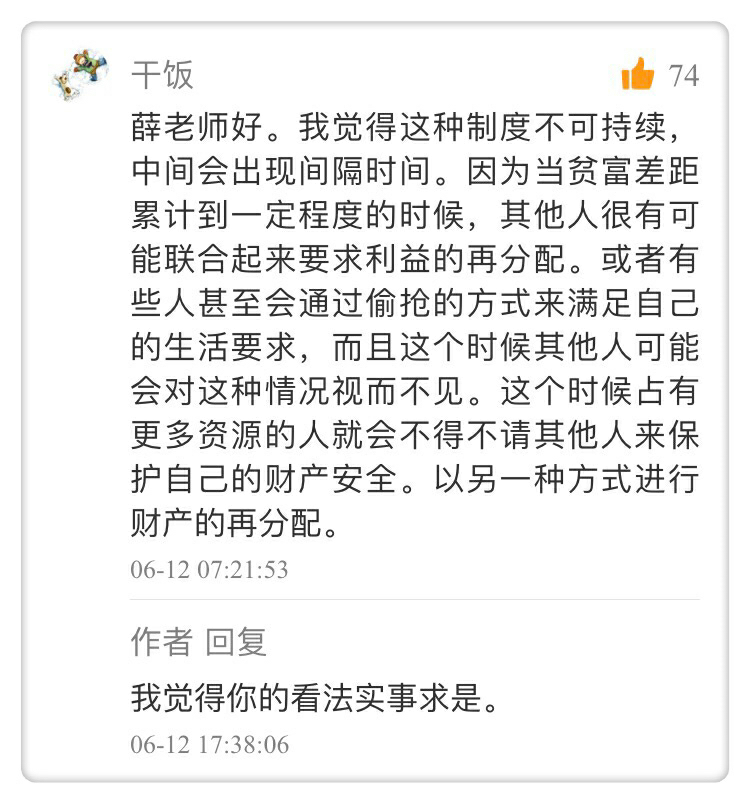 干饭
74
薛老师好。我觉得这种制度不可持续，
中间会出现间隔时间。因为当贫富差距
累计到一定程度的时候，其他人很有可
能联合起来要求利益的再分配。或者有
些人甚至会通过偷抢的方式来满足自己
的生活要求，而且这个时候其他人可能
会对这种情况视而不见。这个时候占有
更多资源的人就会不得不请其他人来保
护自己的财产安全。以另一种方式进行
财产的再分配。
06-12 07:21:53
作者 回复
我觉得你的看法实事求是。
06-12 17:38:06